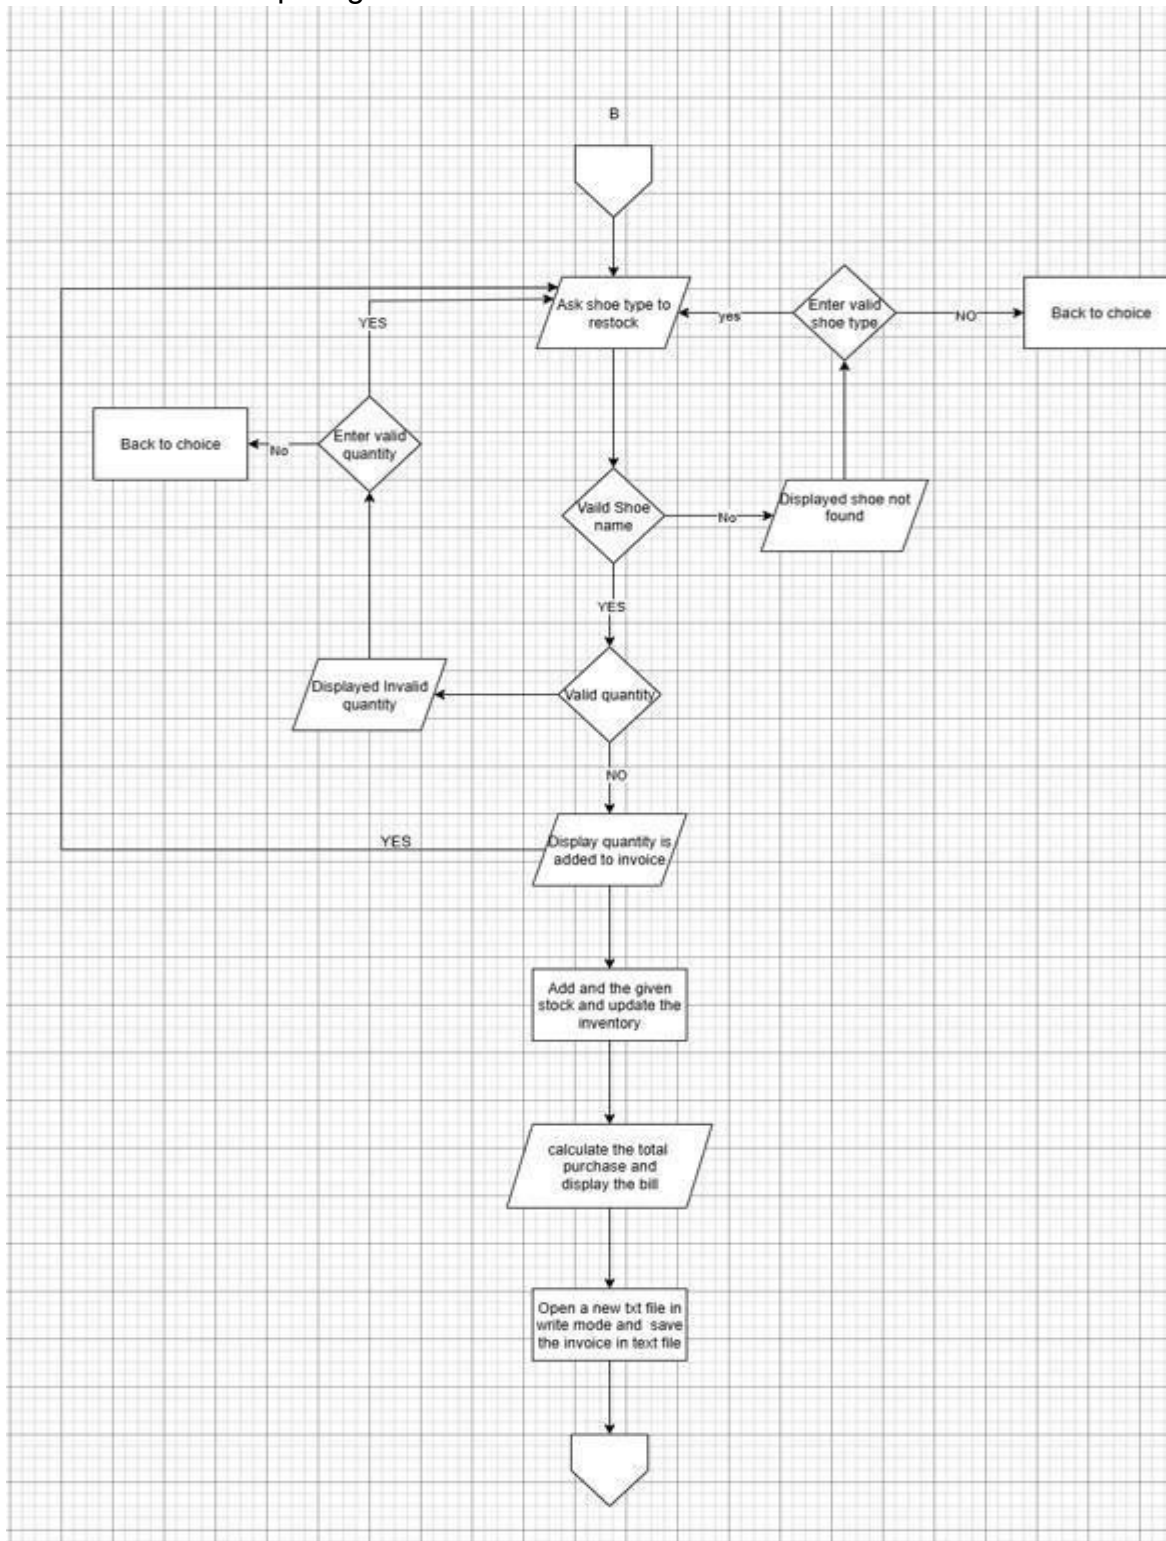 B
Ask shoe type to
restock
yes
Enter valid
shoe type
NO
Back to choice
YES
Back to choice
No
Enter valid
quantity
Vaild Shoe
name
No
Displayed shoe not
found
YES
Displayed Invalid
quantity
Valid quantity
NO
YES
Display quantity is
added to invoice
Add and the given
stock and update the
inventory
calculate the total
purchase and
display the bill
Open a new txt file in
write mode and save
the invoice in text file